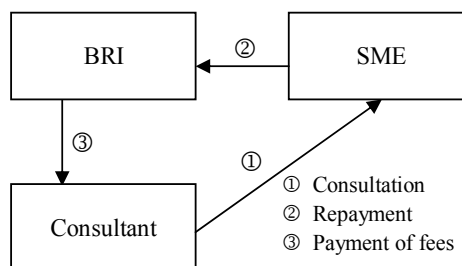 ②
BRI
SME
③
①
① Consultation
② Repayment
Consultant
③ Payment of fees